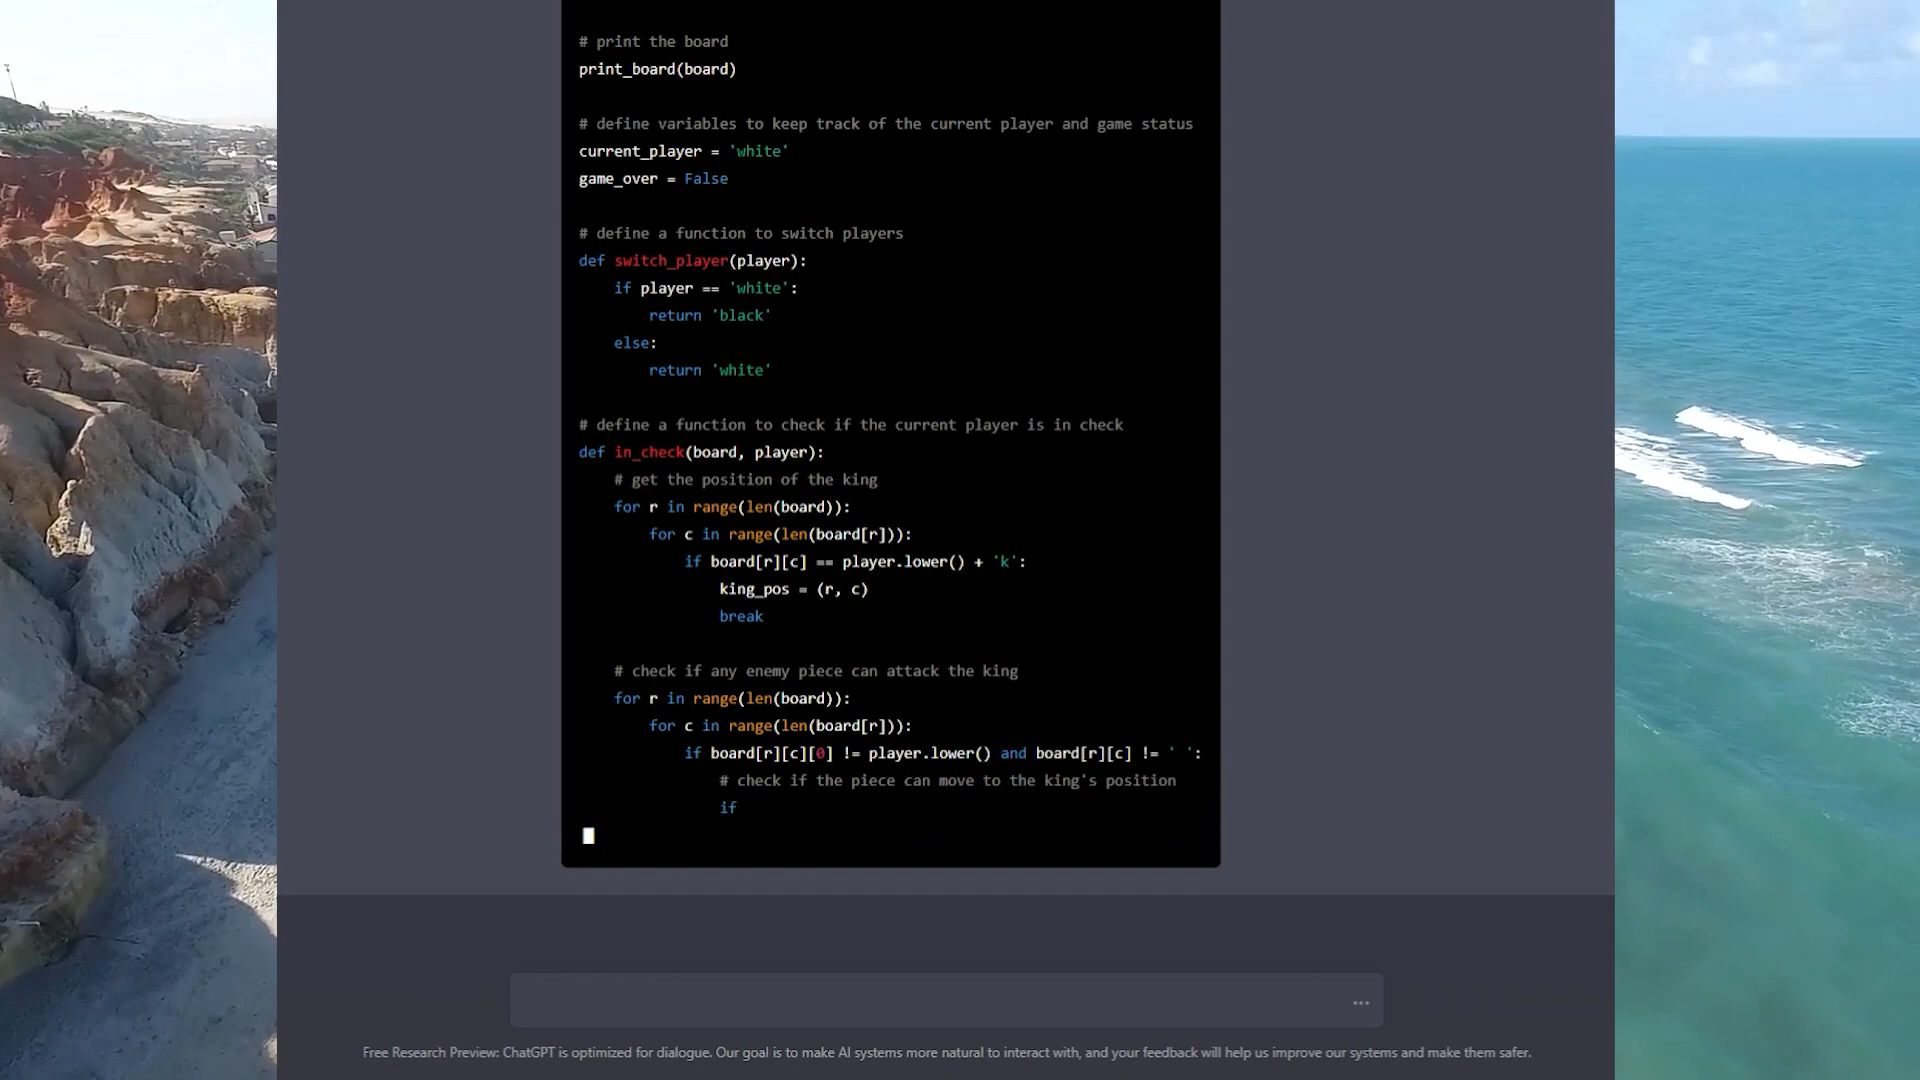 # print the board
print_board(board)
# define variables to keep track of the current player and game status
current_player = 'white'
game_over = False
# define a function to switch players
def switch_player(player):
    if player == 'white':
        return 'black'
    else:
        return 'white'
# define a function to check if the current player is in check
def in_check(board, player):
    # get the position of the king
    for r in range(len(board)):
        for c in range(len(board[r])):
            if board[r][c] == player.lower() + 'k':
                king_pos = (r, c)
                break
    # check if any enemy piece can attack the king
    for r in range(len(board)):
        for c in range(len(board[r])):
            if board[r][c][0] != player.lower() and board[r][c] != ' ':
                # check if the piece can move to the king's position
                if
Free Research Preview: ChatGPT is optimized for dialogue. Our goal is to make AI systems more natural to interact with, and your feedback will help us improve our systems and make them safer.